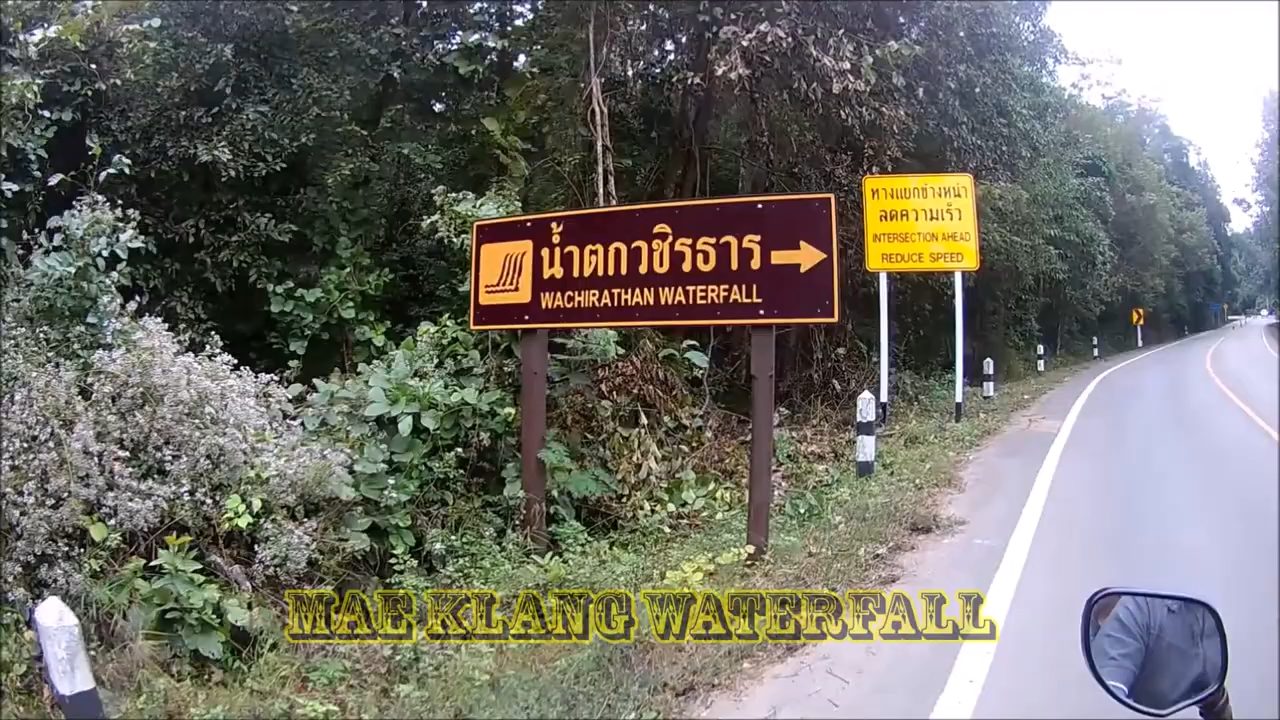 น้ำตกวชิรธาร
WACHIRATHAN WATERFALL
ทางแยกข้างหน้า
ลดความเร็ว
INTERSECTION AHEAD
REDUCE SPEED
MAE KLANG WATERFALL